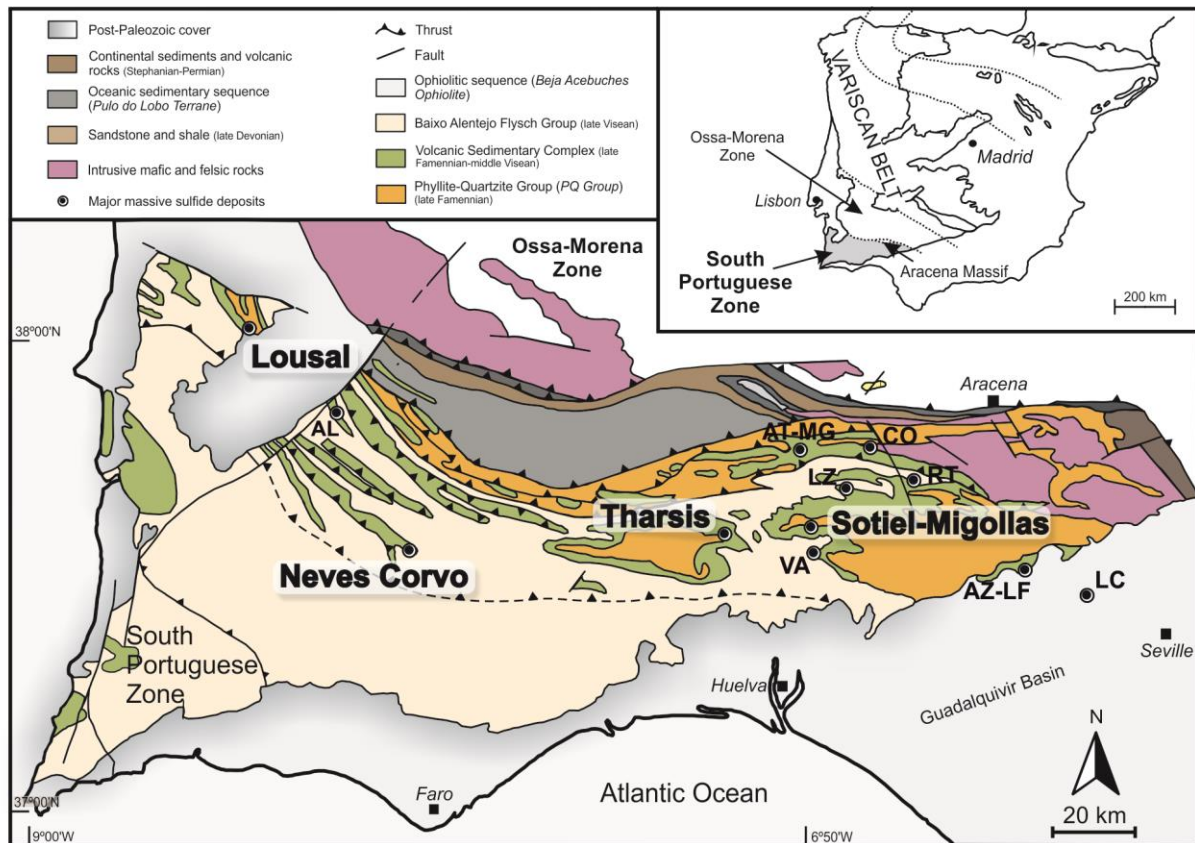 Post-Paleozoic cover
Continental sediments and volcanic
rocks (Stephanian-Permian)
Oceanic sedimentary sequence
(Pulo do Lobo Terrane)
Sandstone and shale (late Devonian)
Intrusive mafic and felsic rocks
Major massive sulfide deposits
Thrust
Fault
Ophiolitic sequence (Beja Acebuches
Ophiolite)
Baixo Alentejo Flysch Group (late Visean)
Volcanic Sedimentary Complex (late
Famennian-middle Visean)
Phyllite-Quartzite Group (PQ Group)
(late Famennian)
VARISCAN BELT
Ossa-Morena
Zone
Madrid
Lisbon
South
Portuguese
Zone
Aracena Massif
200 km
Ossa-Morena
Zone
38°00'N
Lousal
Aracena
AL
AT-MG
CO
LZ
RT
Tharsis
Sotiel-Migollas
Neves Corvo
VA
AZ-LF
LC
South
Portuguese
Zone
Seville
Huelva
Guadalquivir Basin
N
Faro
Atlantic Ocean
20 km
37°00'N
9°00'W
6°50'W